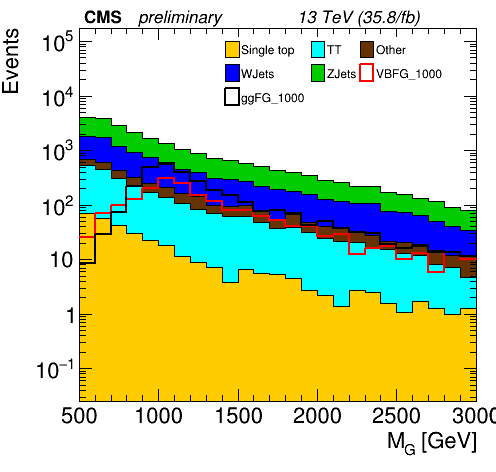 CMS preliminary 13 TeV (35.8/fb)
Events
Single top TT Other
WJets ZJets VBFG_1000
ggFG_1000
10^5
10^4
10^3
10^2
10
1
10^−1
500 1000 1500 2000 2500 3000
M_G [GeV]